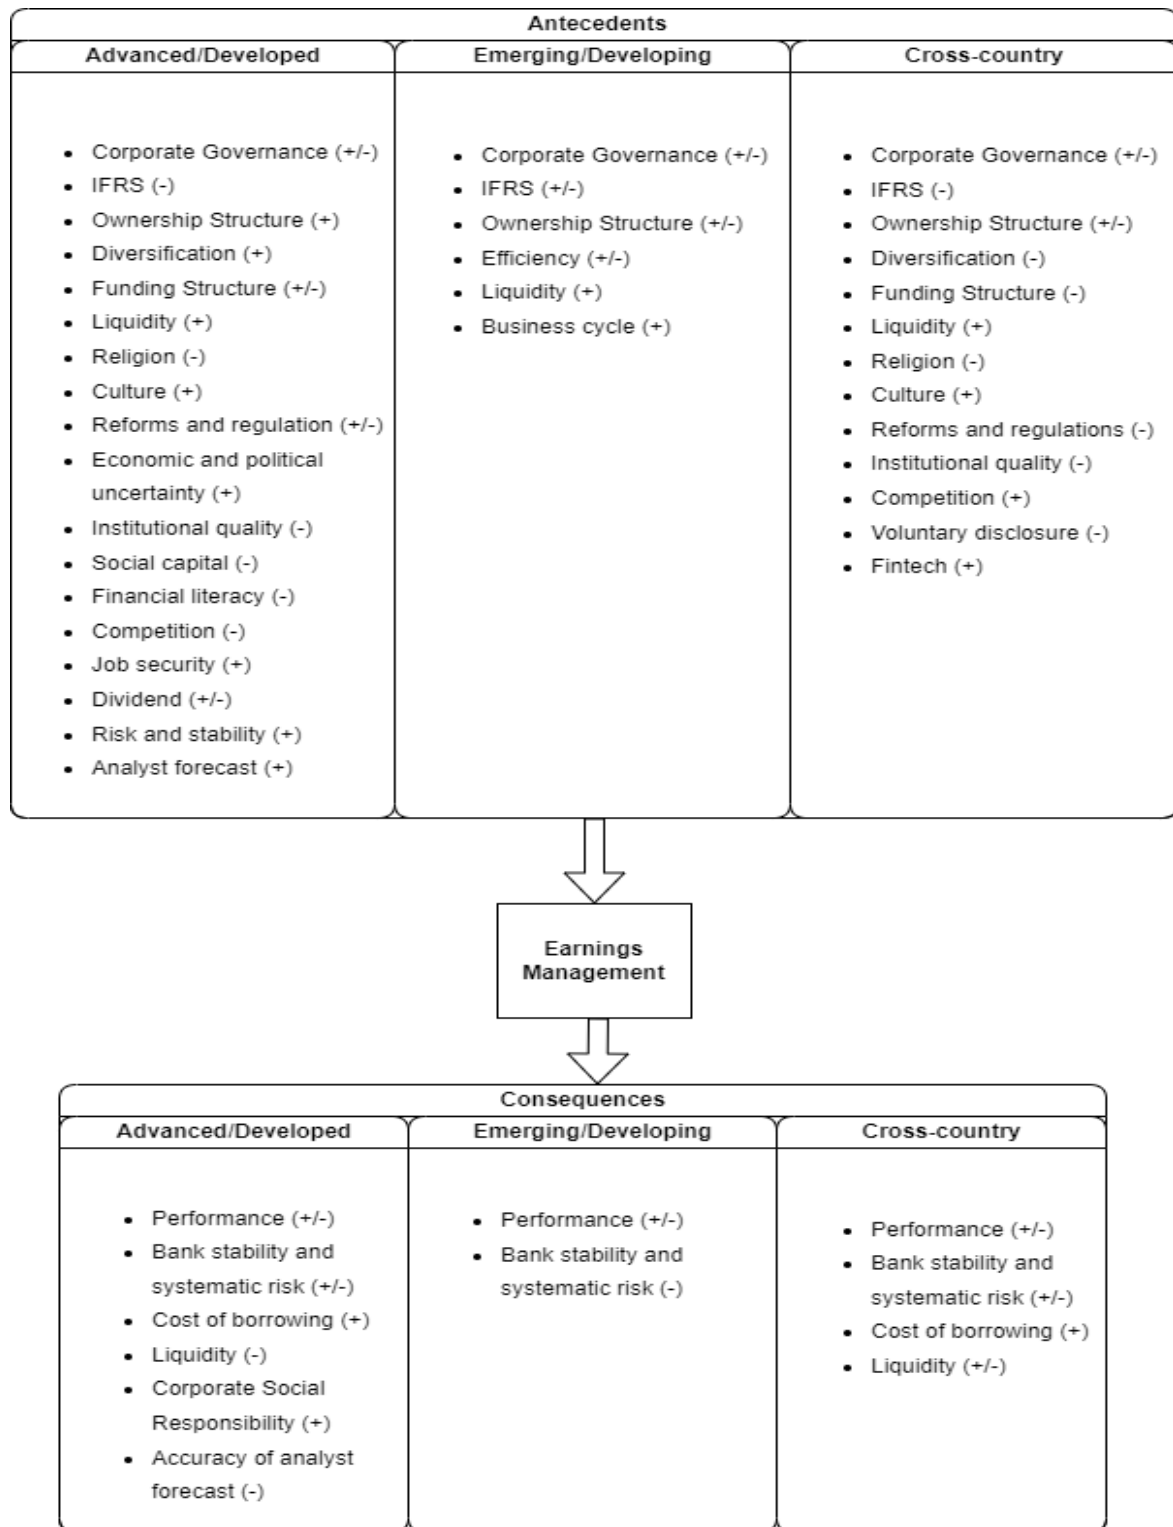 Antecedents
Advanced/Developed
• Corporate Governance (+/-)
• IFRS (-)
• Ownership Structure (+)
• Diversification (+)
• Funding Structure (+/-)
• Liquidity (+)
• Religion (-)
• Culture (+)
• Reforms and regulation (+/-)
• Economic and political
uncertainty (+)
• Institutional quality (-)
• Social capital (-)
• Financial literacy (-)
• Competition (-)
• Job security (+)
• Dividend (+/-)
• Risk and stability (+)
• Analyst forecast (+)
Emerging/Developing
• Corporate Governance (+/-)
• IFRS (+/-)
• Ownership Structure (+/-)
• Efficiency (+/-)
• Liquidity (+)
• Business cycle (+)
Cross-country
• Corporate Governance (+/-)
• IFRS (-)
• Ownership Structure (+/-)
• Diversification (-)
• Funding Structure (-)
• Liquidity (+)
• Religion (-)
• Culture (+)
• Reforms and regulations (-)
• Institutional quality (-)
• Competition (+)
• Voluntary disclosure (-)
• Fintech (+)
Earnings
Management
Consequences
Advanced/Developed
• Performance (+/-)
• Bank stability and
systematic risk (+/-)
• Cost of borrowing (+)
• Liquidity (-)
• Corporate Social
Responsibility (+)
• Accuracy of analyst
forecast (-)
Emerging/Developing
• Performance (+/-)
• Bank stability and
systematic risk (-)
Cross-country
• Performance (+/-)
• Bank stability and
systematic risk (+/-)
• Cost of borrowing (+)
• Liquidity (+/-)